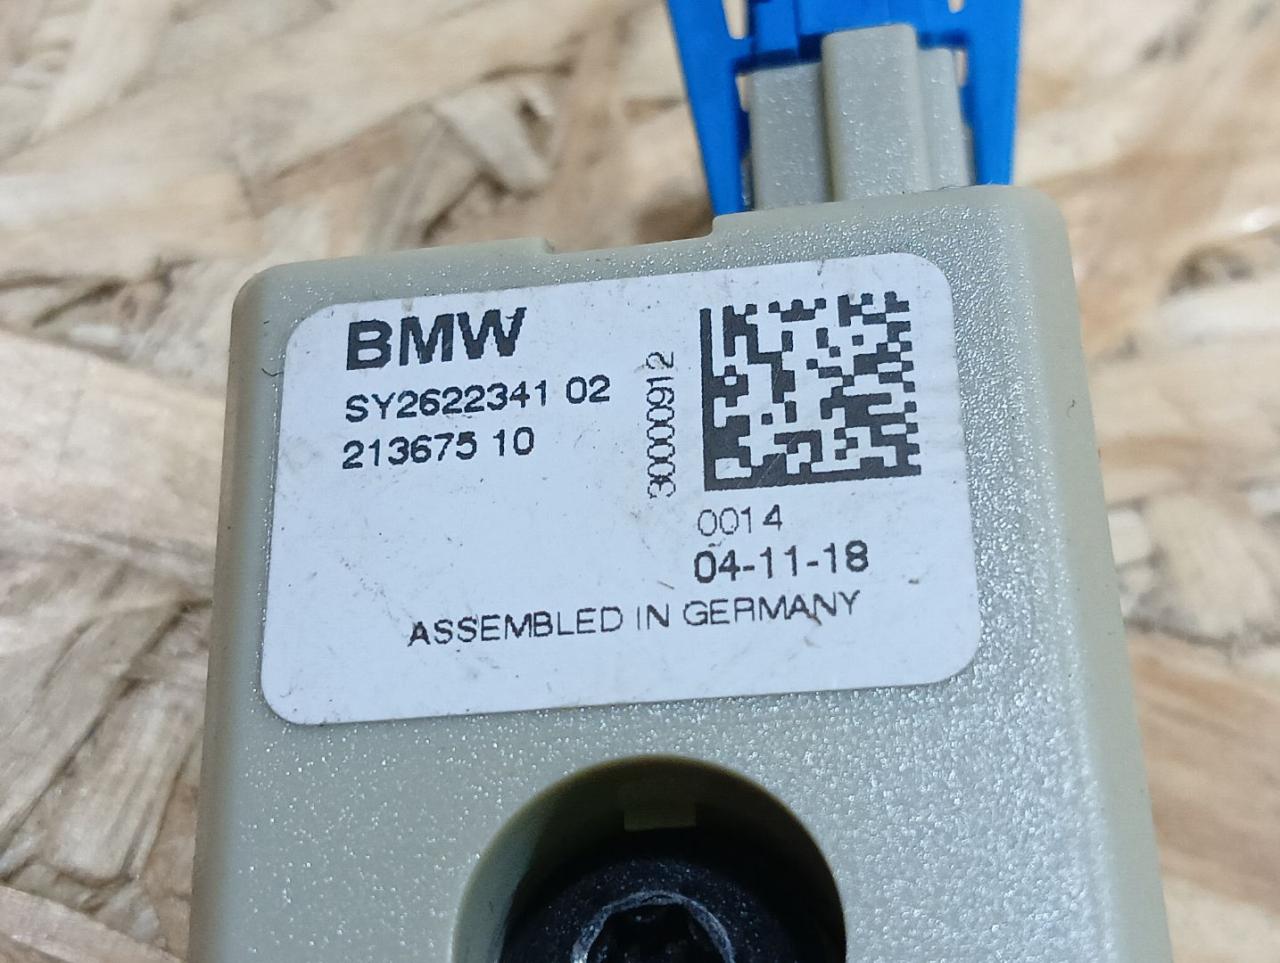 BMW
SY2622341 02
213675 10
30000912
0014
04-11-18
ASSEMBLED IN GERMANY